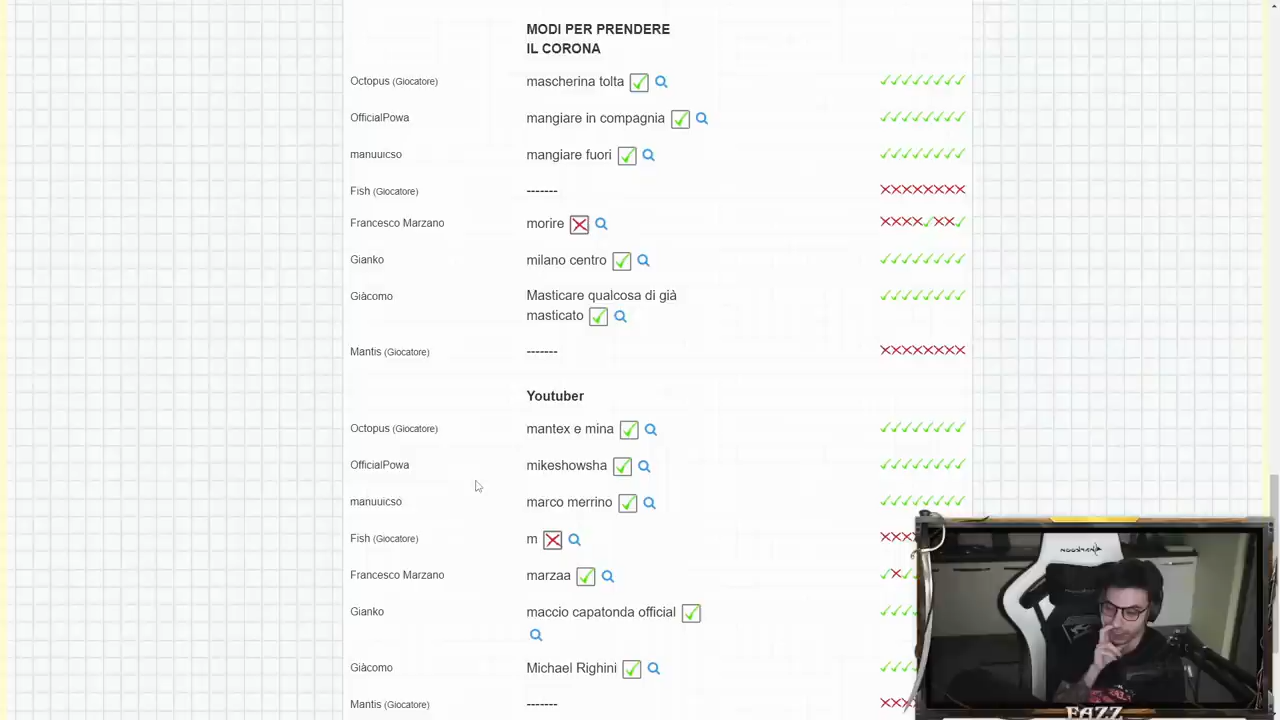 MODI PER PRENDERE
IL CORONA
Octopus (Giocatore) mascherina tolta
OfficialPowa mangiare in compagnia
manuuicso mangiare fuori
Fish (Giocatore) -------
Francesco Marzano morire
Gianko milano centro
Giàcomo Masticare qualcosa di già
masticato
Mantis (Giocatore) -------
Youtuber
Octopus (Giocatore) mantex e mina
OfficialPowa mikeshowsha
manuuicso marco merrino
Fish (Giocatore) m
Francesco Marzano marzaa
Gianko maccio capatonda official
Giàcomo Michael Righini
Mantis (Giocatore) -------
FAZZ